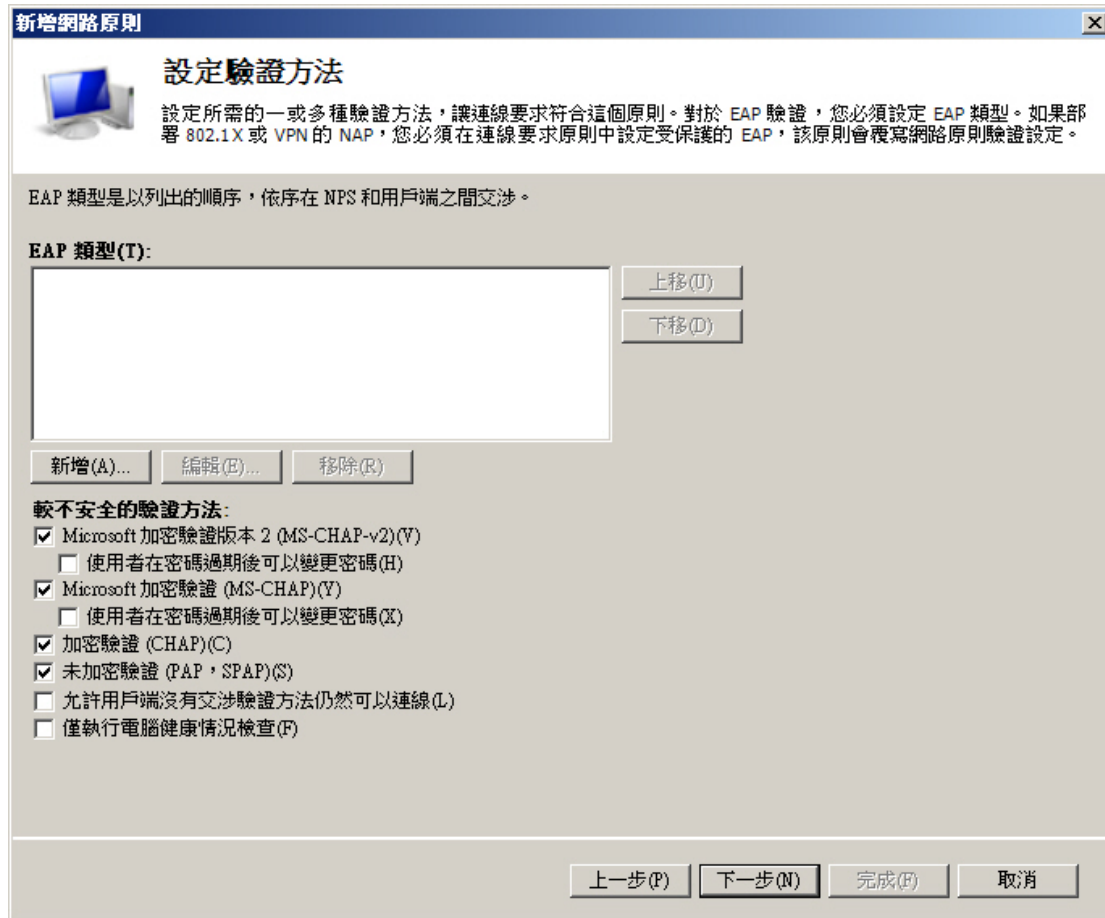 新增網路原則
設定驗證方法
設定所需的一或多種驗證方法，讓連線要求符合這個原則。對於 EAP 驗證，您必須設定 EAP 類型。如果部
署 802.1X 或 VPN 的 NAP，您必須在連線要求原則中設定受保護的 EAP，該原則會覆寫網路原則驗證設定。
EAP 類型是以列出的順序，依序在 NPS 和用戶端之間交涉。
EAP 類型(T):
上移(U)
下移(D)
新增(A)... 編輯(E)... 移除(R)
較不安全的驗證方法:
Microsoft 加密驗證版本 2 (MS-CHAP-v2)(V)
使用者在密碼過期後可以變更密碼(H)
Microsoft 加密驗證 (MS-CHAP)(Y)
使用者在密碼過期後可以變更密碼(X)
加密驗證 (CHAP)(C)
未加密驗證 (PAP，SPAP)(S)
允許用戶端沒有交涉驗證方法仍然可以連線(L)
僅執行電腦健康情況檢查(F)
上一步(P) 下一步(N) 完成(F) 取消